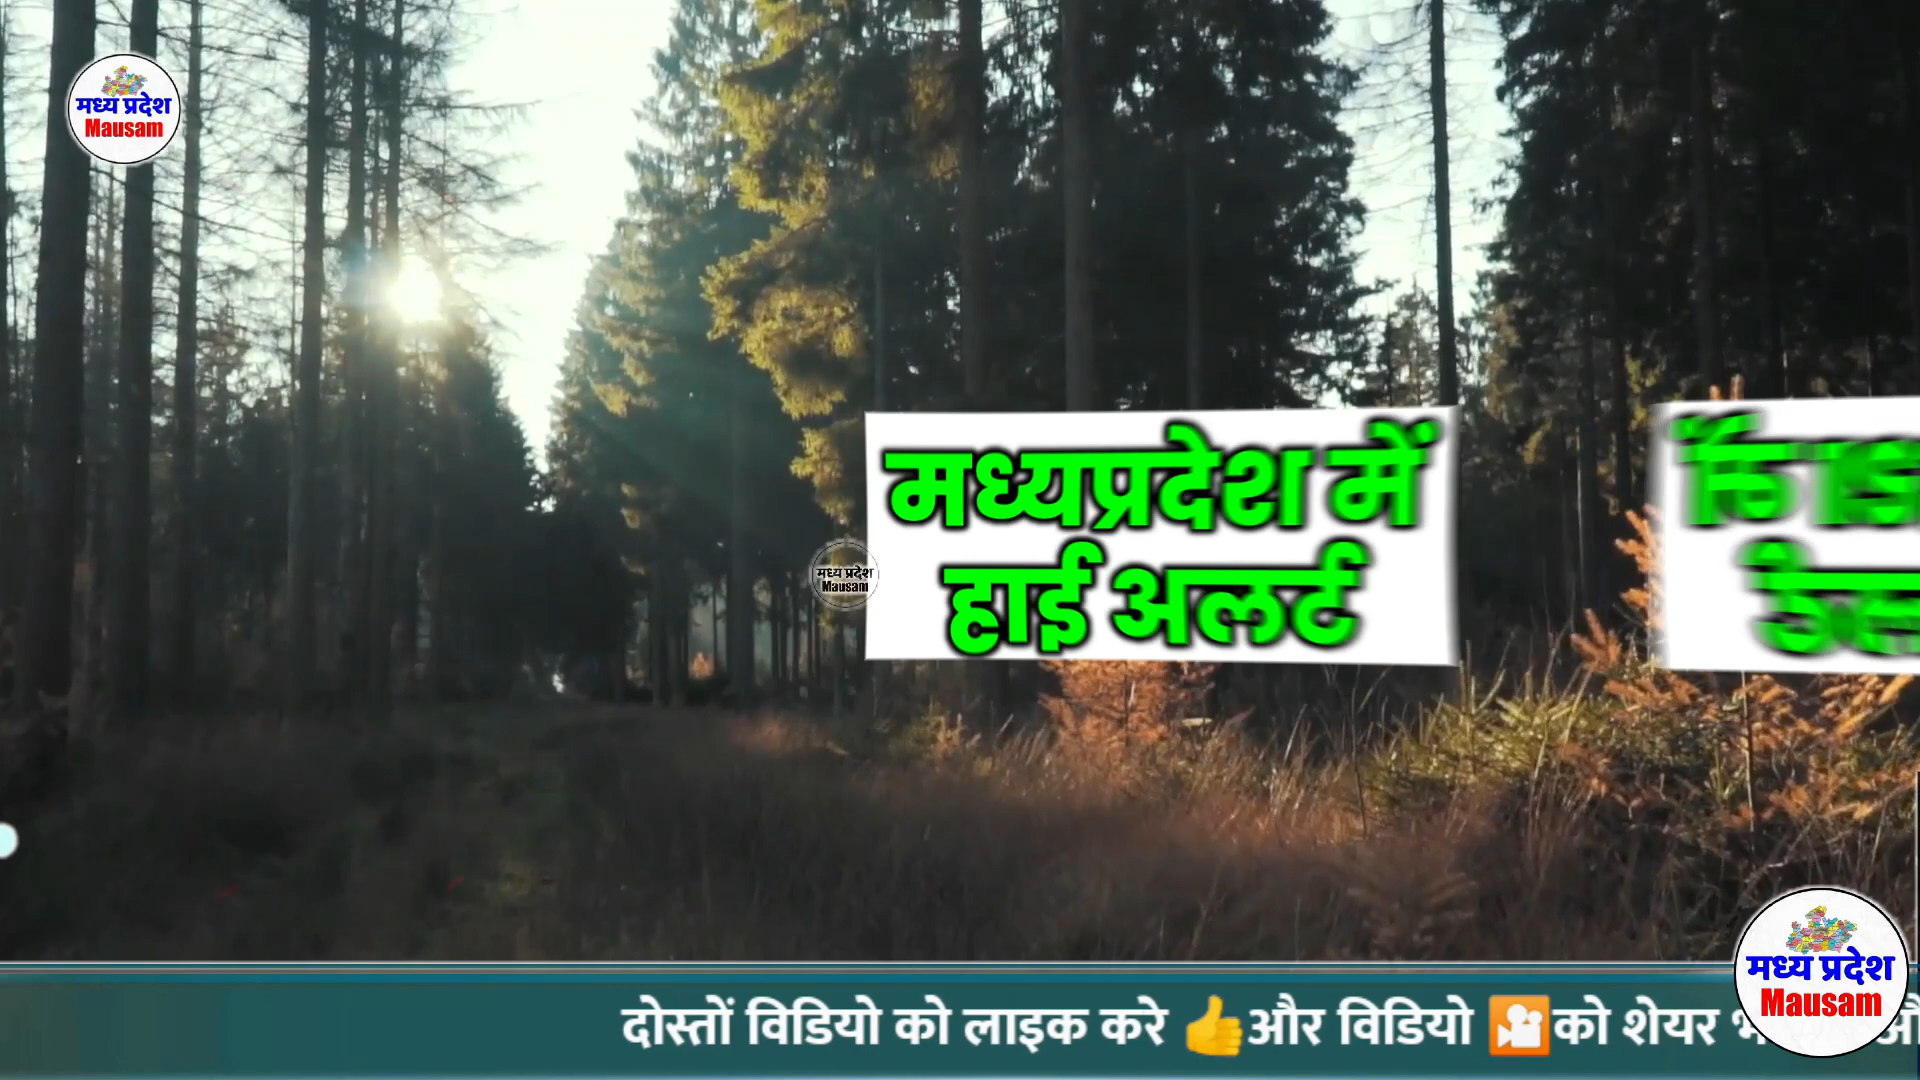 मध्य प्रदेश
Mausam
मध्यप्रदेश में
हाई अलर्ट
मध्य प्रदेश
Mausam
मध्य प्रदेश
Mausam
दोस्तों विडियो को लाइक करे 👍और विडियो 🎦को शेयर